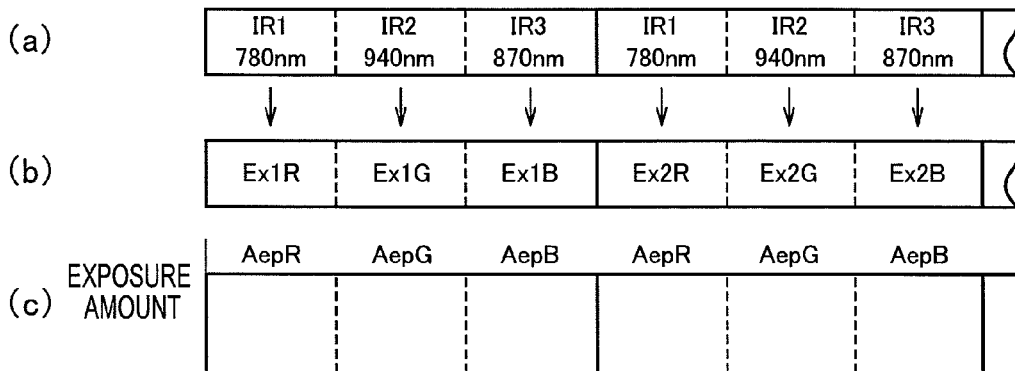 (a)
IR1 IR2 IR3 IR1 IR2 IR3
780nm 940nm 870nm 780nm 940nm 870nm
(b) Ex1R Ex1G Ex1B Ex2R Ex2G Ex2B
AepR AepG AepB AepR AepG AepB
(c) EXPOSURE
AMOUNT